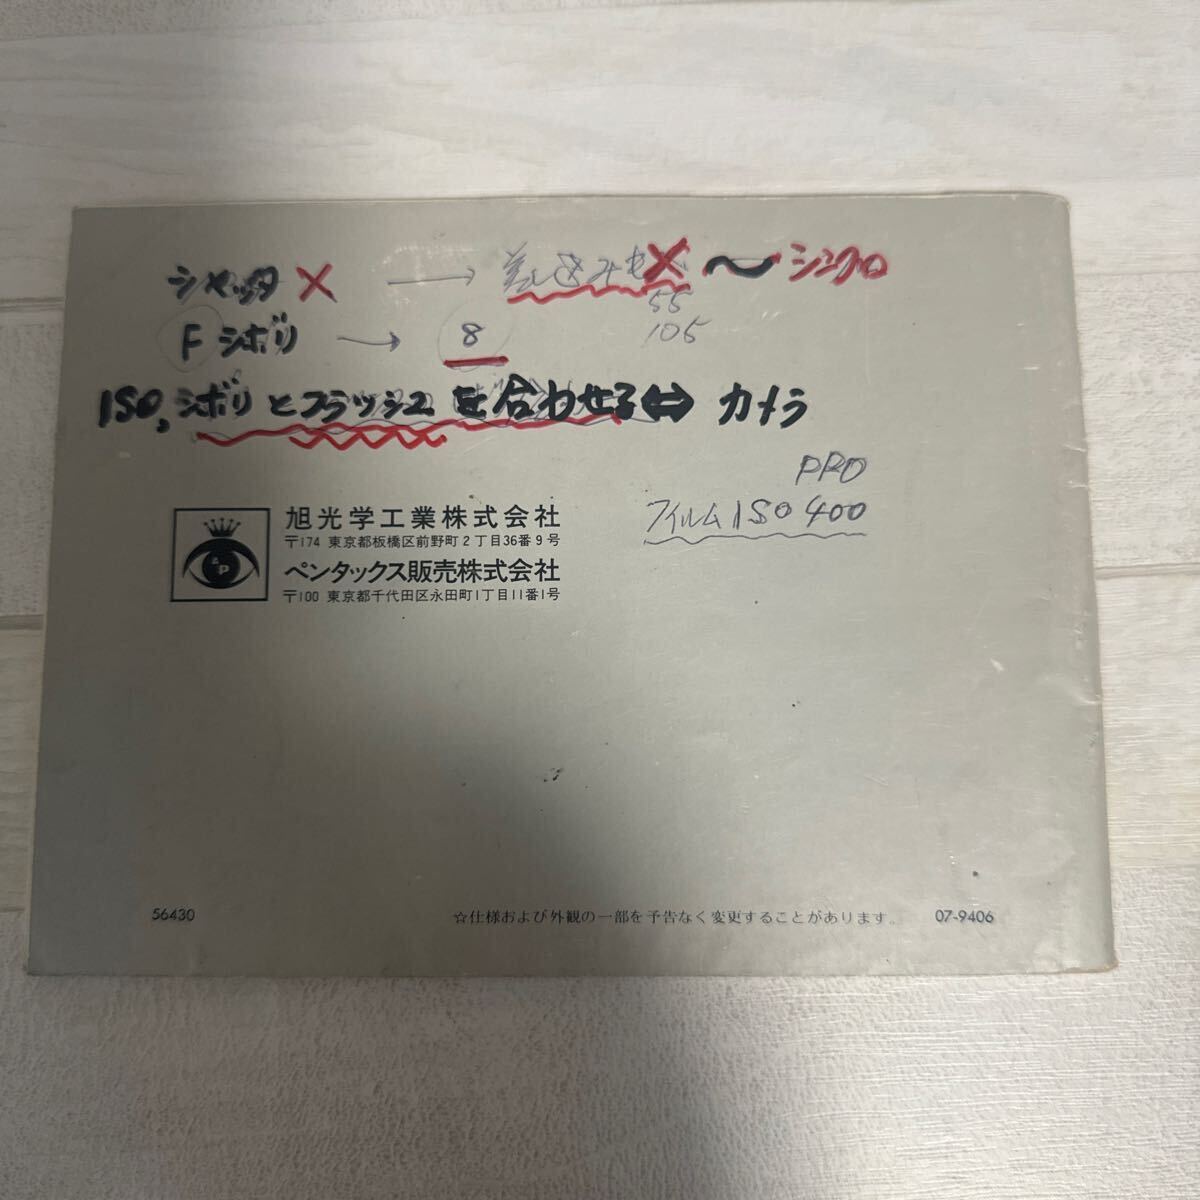 シャッタ X → 差し込みも X 〜 シンクロ
55
F シボリ → 8
105
ISO, シボリ とフラッシュ を合わせる ⇔ カメラ
PRO
フイルム ISO 400
旭光学工業株式会社
〒174 東京都板橋区前野町2丁目36番9号
AP
ペンタックス販売株式会社
〒100 東京都千代田区永田町1丁目11番1号
56430
☆仕様および外観の一部を予告なく変更することがあります。
07-9406